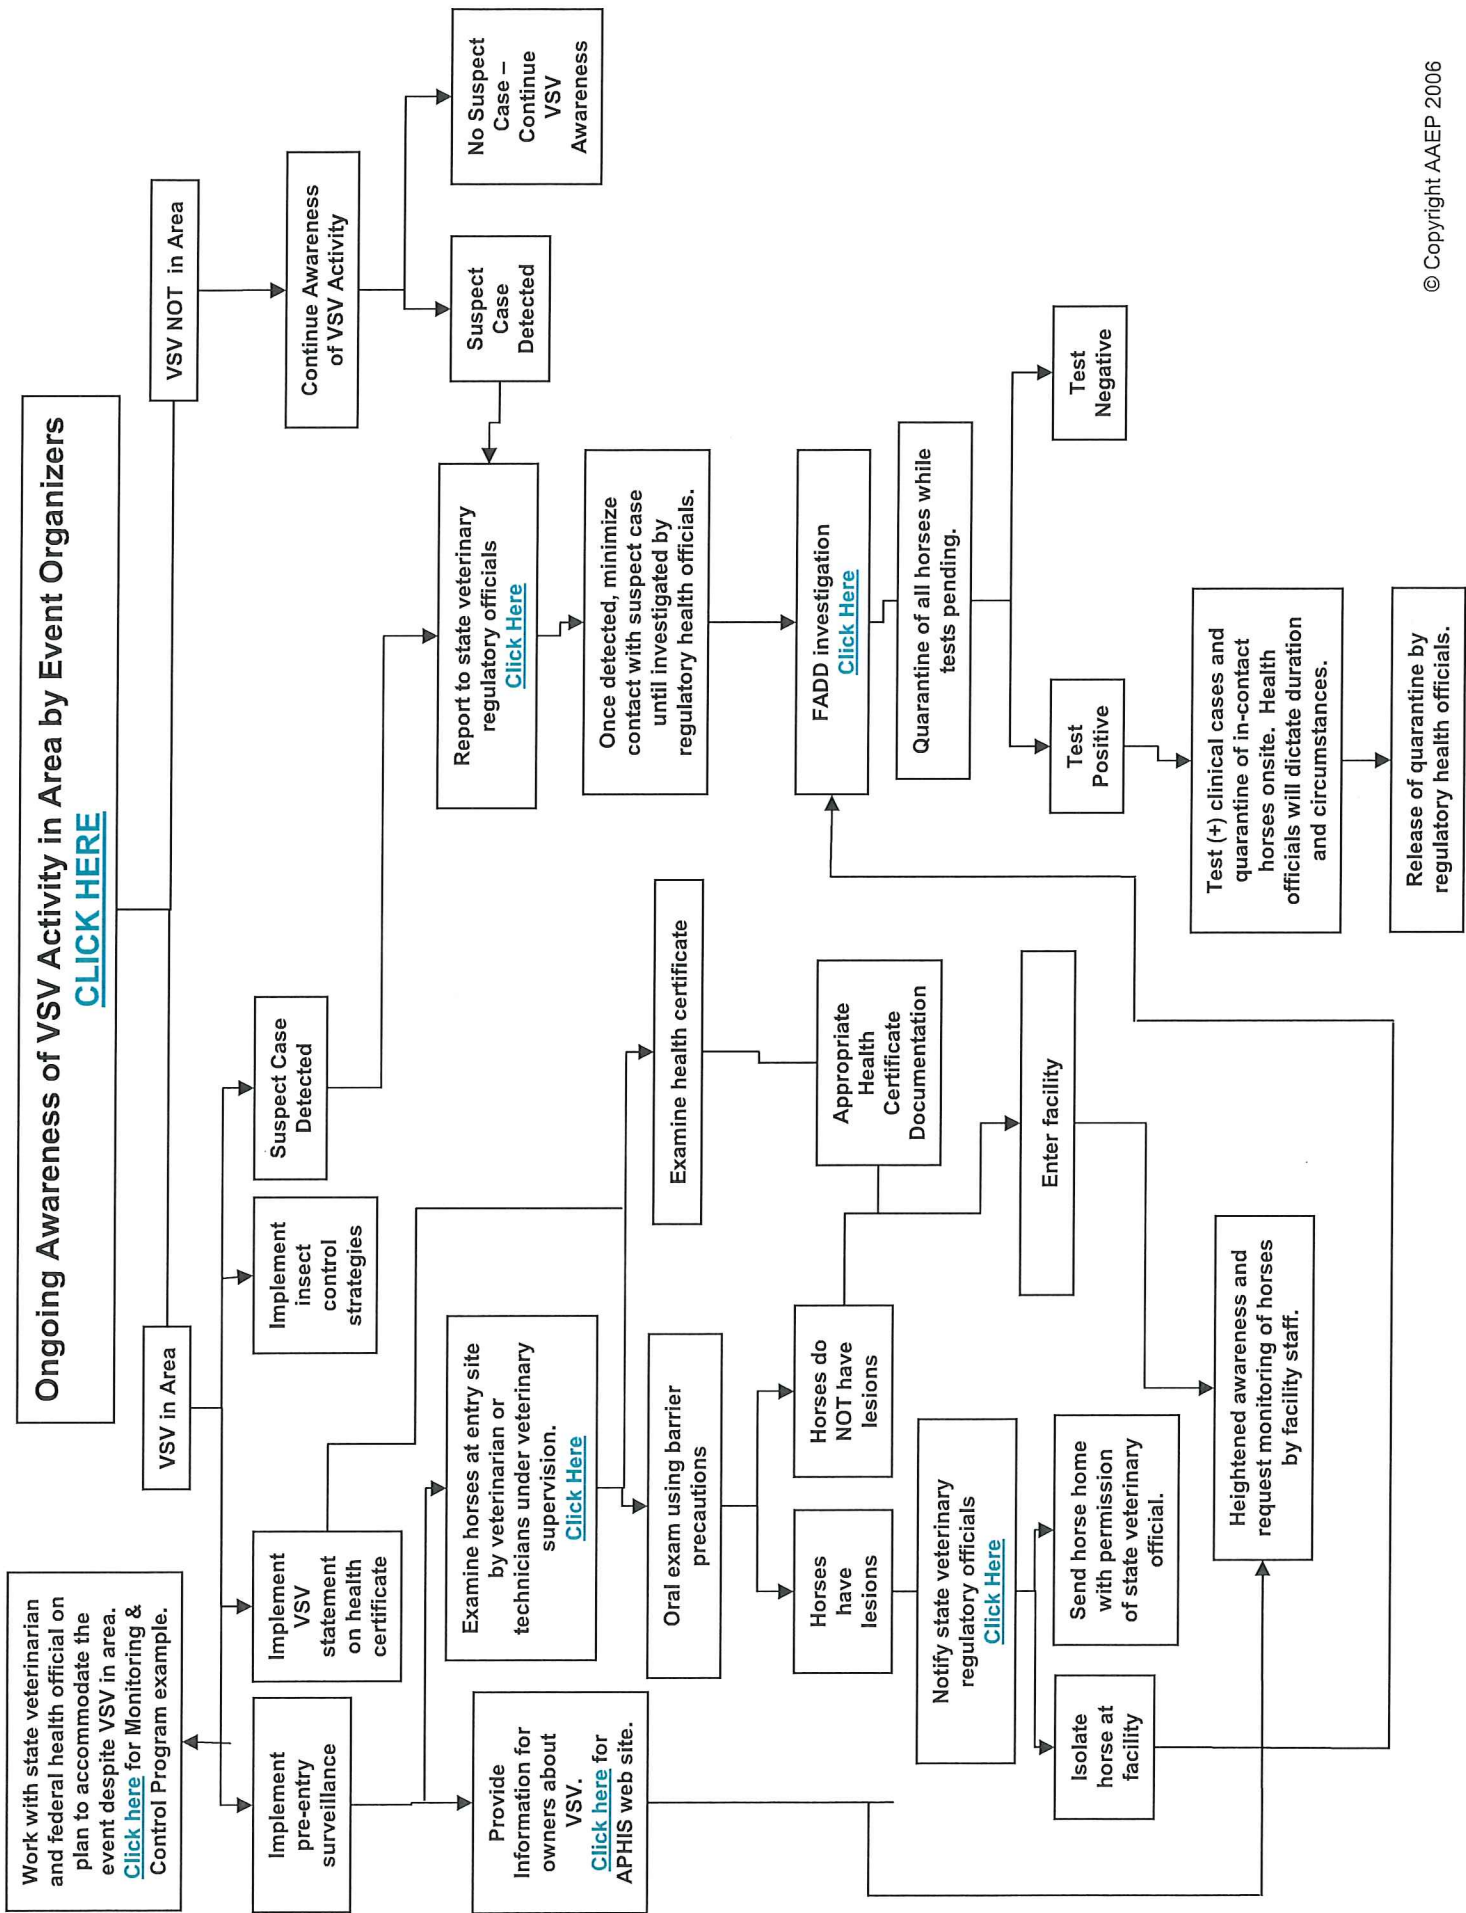 Ongoing Awareness of VSV Activity in Area by Event Organizers
CLICK HERE
Work with state veterinarian
and federal health official on
plan to accommodate the
event despite VSV in area.
Click here for Monitoring &
Control Program example.
VSV in Area
VSV NOT in Area
Implement
pre-entry
surveillance
Implement
VSV
statement
on health
certificate
Implement
insect
control
strategies
Suspect Case
Detected
Continue Awareness
of VSV Activity
Suspect
Case
Detected
No Suspect
Case –
Continue
VSV
Awareness
Provide
Information for
owners about
VSV.
Click here for
APHIS web site.
Examine horses at entry site
by veterinarian or
technicians under veterinary
supervision.
Click Here
Report to state veterinary
regulatory officials
Click Here
Oral exam using barrier
precautions
Examine health certificate
Once detected, minimize
contact with suspect case
until investigated by
regulatory health officials.
Horses
have
lesions
Horses do
NOT have
lesions
Appropriate
Health
Certificate
Documentation
FADD investigation
Click Here
Quarantine of all horses while
tests pending.
Notify state veterinary
regulatory officials
Click Here
Enter facility
Test
Positive
Test
Negative
Isolate
horse at
facility
Send horse home
with permission
of state veterinary
official.
Test (+) clinical cases and
quarantine of in-contact
horses onsite. Health
officials will dictate duration
and circumstances.
Heightened awareness and
request monitoring of horses
by facility staff.
Release of quarantine by
regulatory health officials.
© Copyright AAEP 2006